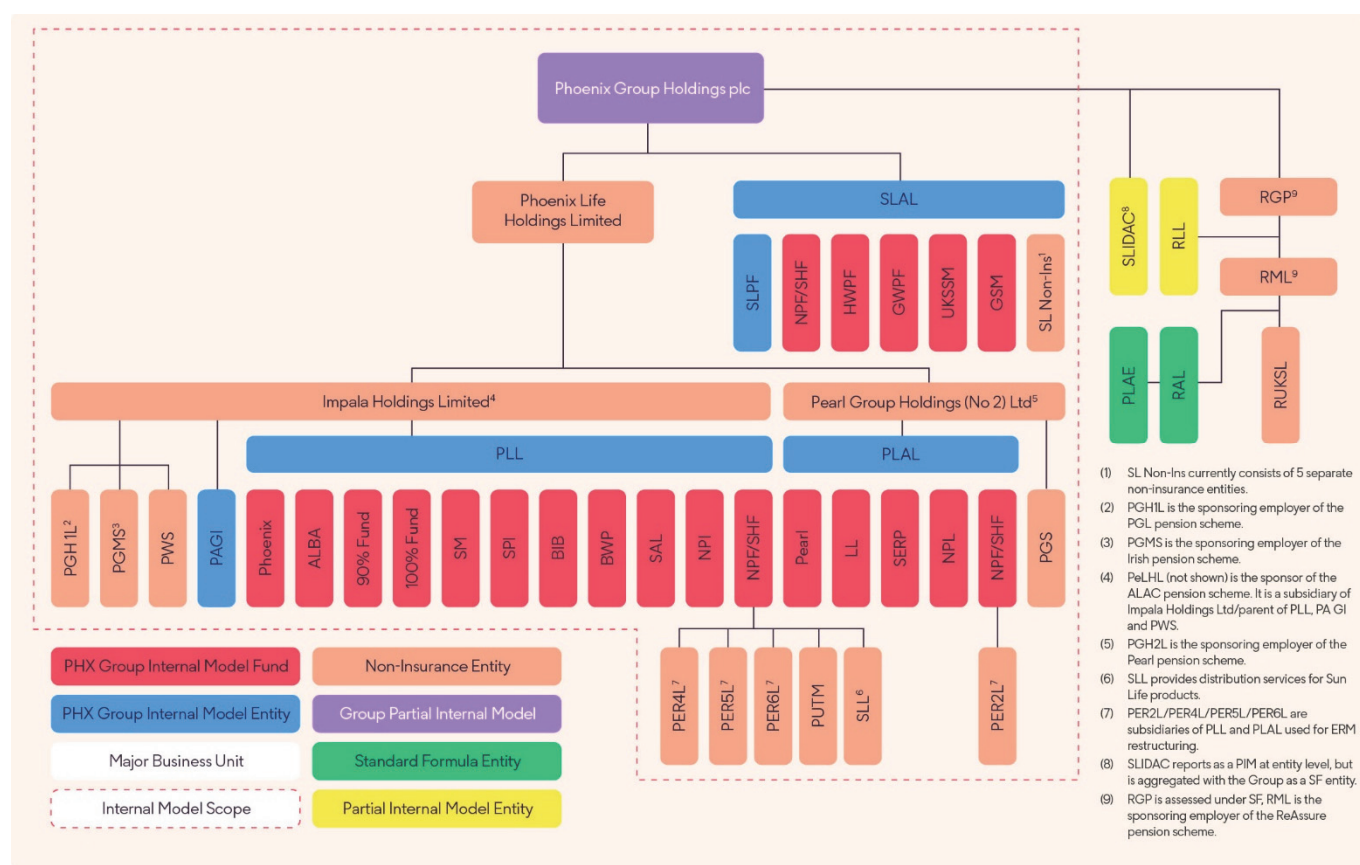 Phoenix Group Holdings plc
Phoenix Life
Holdings Limited
SLAL
SLPF
NPF/SHF
HWPF
GWPF
UKSSM
GSM
SL Non-Ins¹
SLIDAC⁸
RLL
RGP⁹
RML⁹
PLAE
RAL
RUKSL
Impala Holdings Limited⁴
Pearl Group Holdings (No 2) Ltd⁵
PLL
PLAL
PGH 1L²
PGMS³
PWS
PAGI
Phoenix
ALBA
90% Fund
100% Fund
SM
SPI
BIB
BWP
SAL
NPI
NPF/SHF
Pearl
LL
SERP
NPL
NPF/SHF
PGS
PER4L⁷
PER5L⁷
PER6L⁷
PUTM
SLL⁶
PER2L⁷
PHX Group Internal Model Fund
Non-Insurance Entity
PHX Group Internal Model Entity
Group Partial Internal Model
Major Business Unit
Standard Formula Entity
Internal Model Scope
Partial Internal Model Entity
(1) SL Non-Ins currently consists of 5 separate
non-insurance entities.
(2) PGH1L is the sponsoring employer of the
PGL pension scheme.
(3) PGMS is the sponsoring employer of the
Irish pension scheme.
(4) PeLHL (not shown) is the sponsor of the
ALAC pension scheme. It is a subsidiary of
Impala Holdings Ltd/parent of PLL, PA GI
and PWS.
(5) PGH2L is the sponsoring employer of the
Pearl pension scheme.
(6) SLL provides distribution services for Sun
Life products.
(7) PER2L/PER4L/PER5L/PER6L are
subsidiaries of PLL and PLAL used for ERM
restructuring.
(8) SLIDAC reports as a PIM at entity level, but
is aggregated with the Group as a SF entity.
(9) RGP is assessed under SF, RML is the
sponsoring employer of the ReAssure
pension scheme.